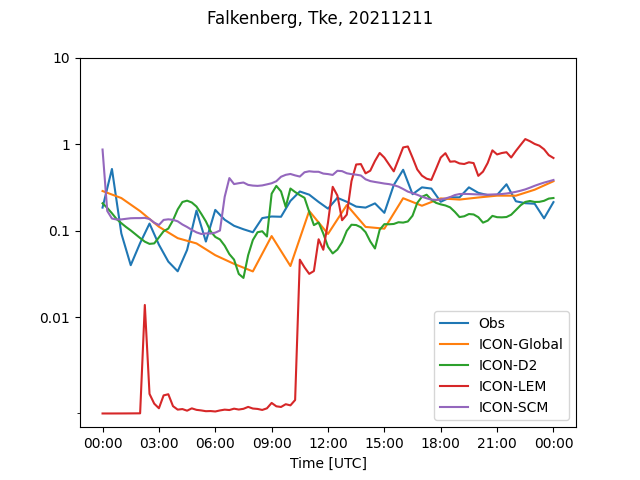 Falkenberg, Tke, 20211211
10
1
0.1
0.01
Obs
ICON-Global
ICON-D2
ICON-LEM
ICON-SCM
00:00 03:00 06:00 09:00 12:00 15:00 18:00 21:00 00:00
Time [UTC]